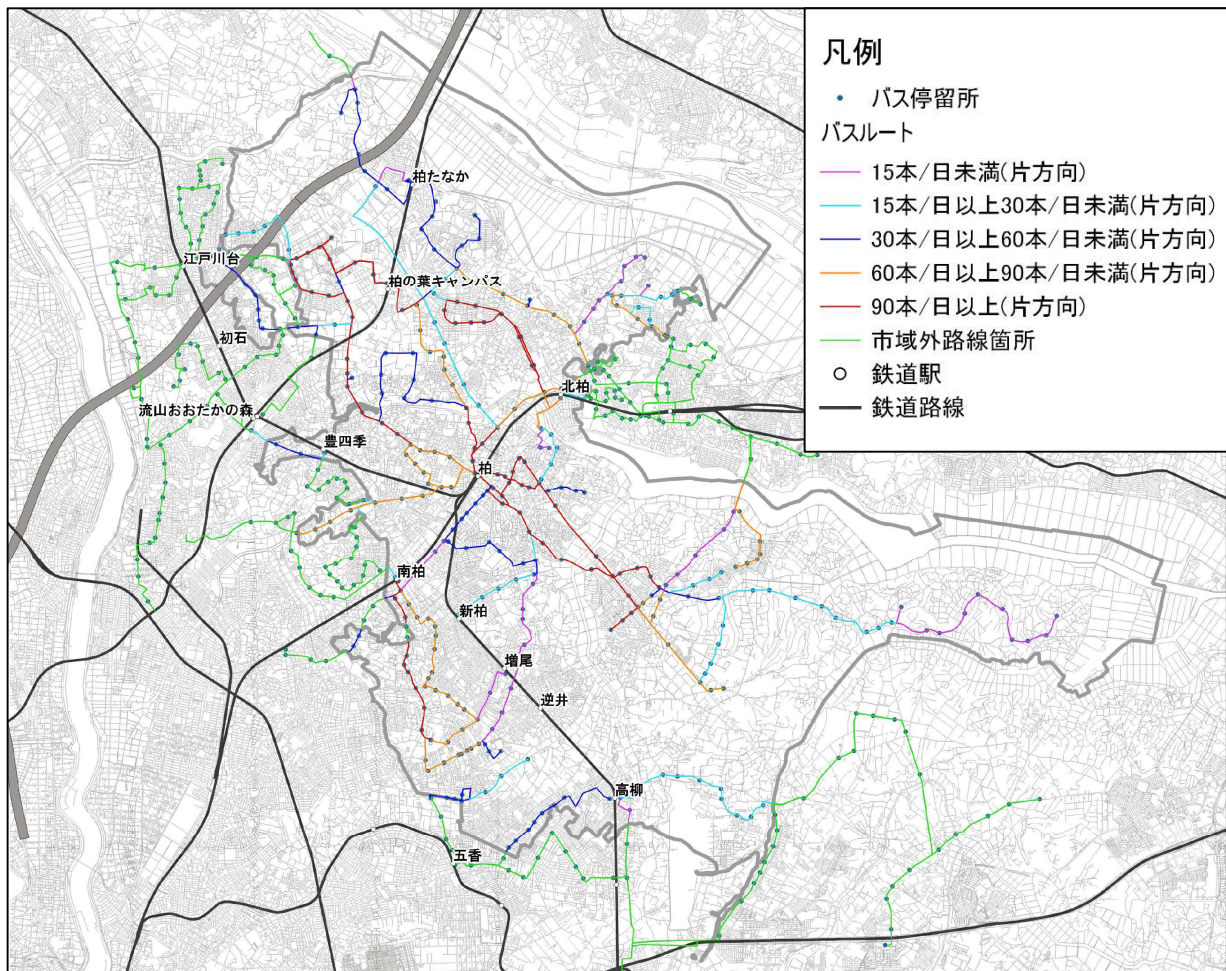 凡例
バス停留所
バスルート
15本/日未満(片方向)
15本/日以上30本/日未満(片方向)
30本/日以上60本/日未満(片方向)
60本/日以上90本/日未満(片方向)
90本/日以上(片方向)
市域外路線箇所
鉄道駅
鉄道路線
柏たなか
江戸川台
柏の葉キャンパス
初石
北柏
流山おおたかの森
豊四季
柏
南柏
新柏
増尾
逆井
高柳
五香